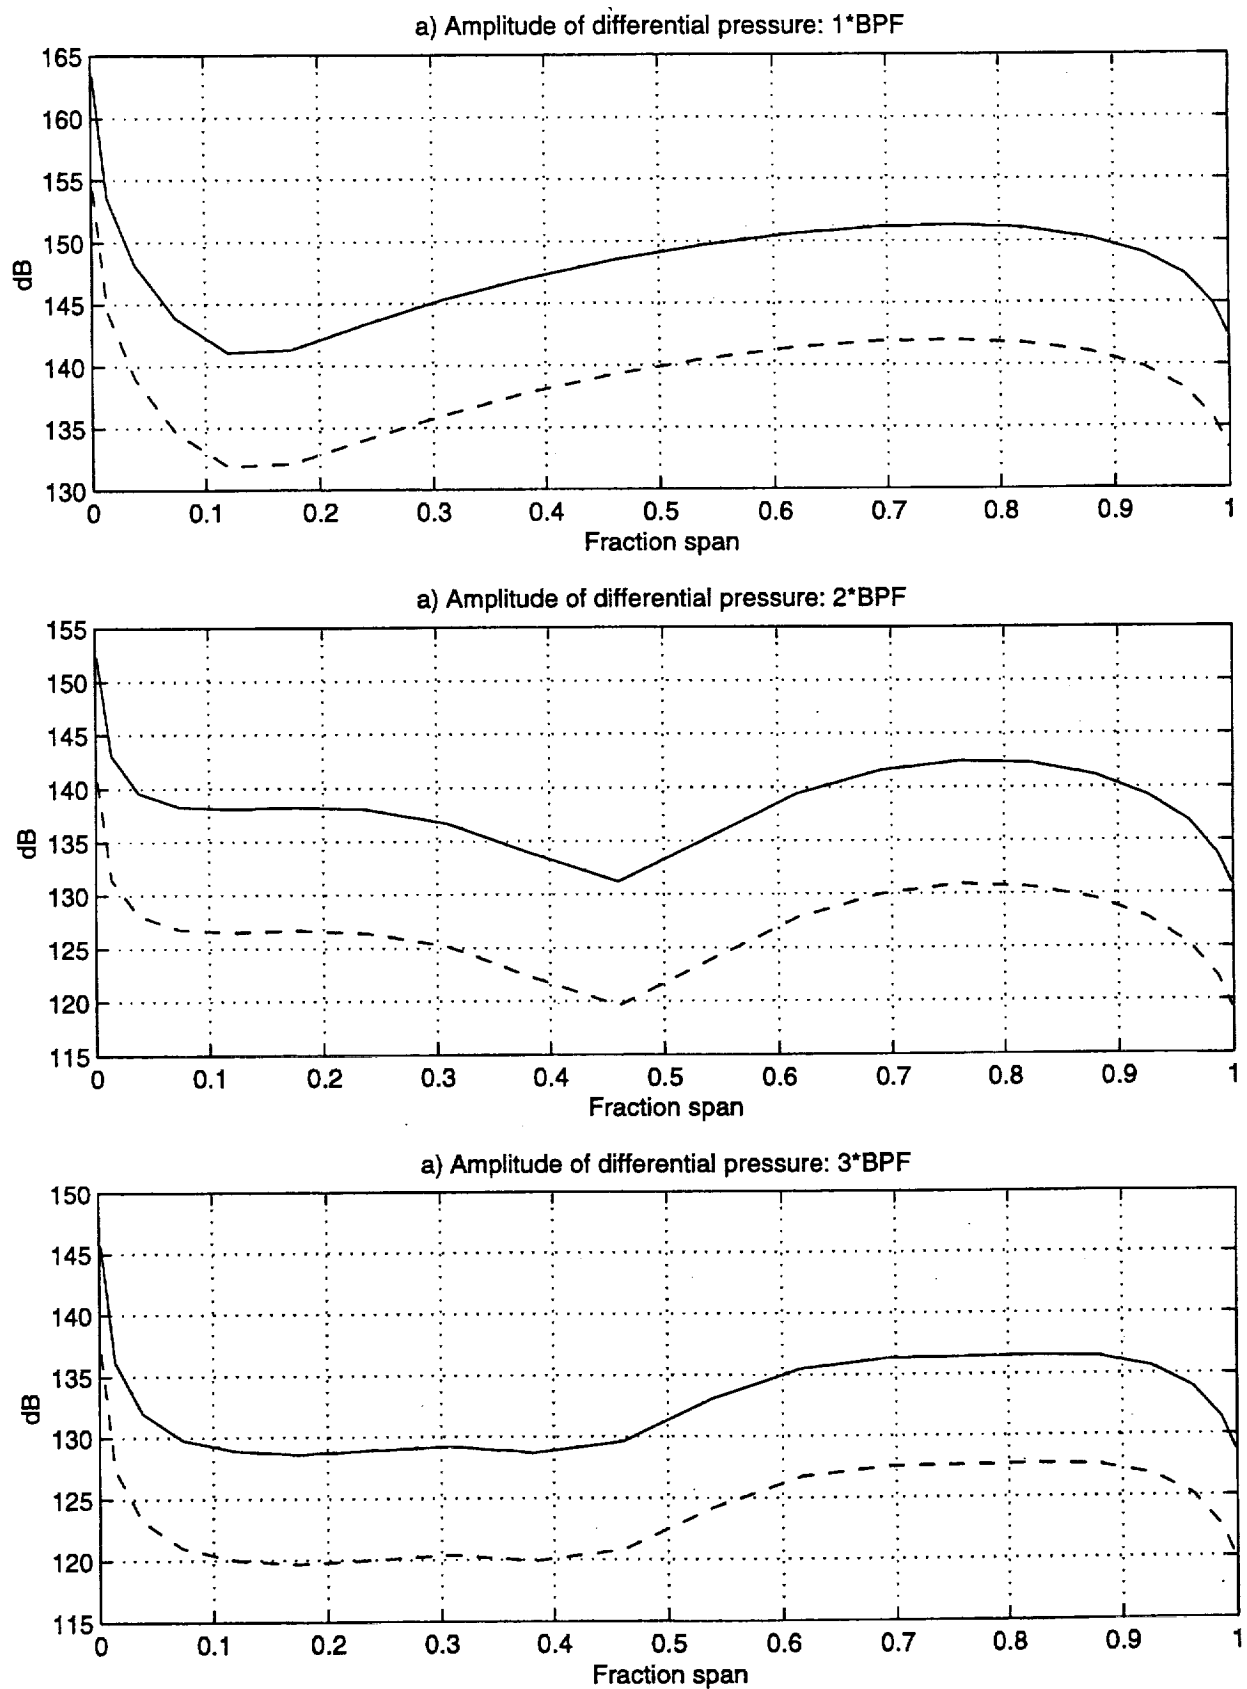 a) Amplitude of differential pressure: 1*BPF
165
160
155
150
145
140
135
130
dB
0 0.1 0.2 0.3 0.4 0.5 0.6 0.7 0.8 0.9 1
Fraction span
a) Amplitude of differential pressure: 2*BPF
155
150
145
140
135
130
125
120
115
dB
0 0.1 0.2 0.3 0.4 0.5 0.6 0.7 0.8 0.9 1
Fraction span
a) Amplitude of differential pressure: 3*BPF
150
145
140
135
130
125
120
115
dB
0 0.1 0.2 0.3 0.4 0.5 0.6 0.7 0.8 0.9 1
Fraction span